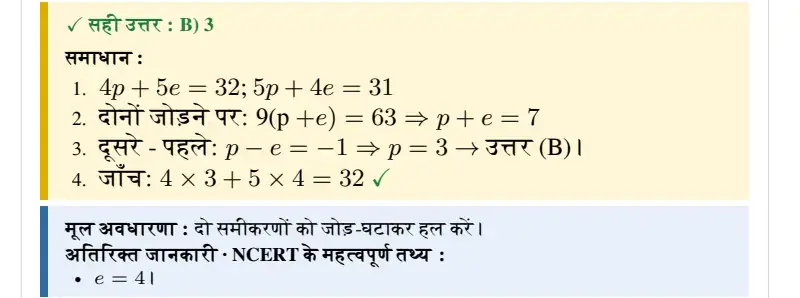 ✓ सही उत्तर : B) 3
समाधान :
1. 4p + 5e = 32; 5p + 4e = 31
2. दोनों जोड़ने पर: 9(p +e) = 63 ⇒ p + e = 7
3. दूसरे - पहले: p − e = −1 ⇒ p = 3 → उत्तर (B)।
4. जाँच: 4 × 3 + 5 × 4 = 32 ✓
मूल अवधारणा : दो समीकरणों को जोड़-घटाकर हल करें।
अतिरिक्त जानकारी · NCERT के महत्वपूर्ण तथ्य :
• e = 4।